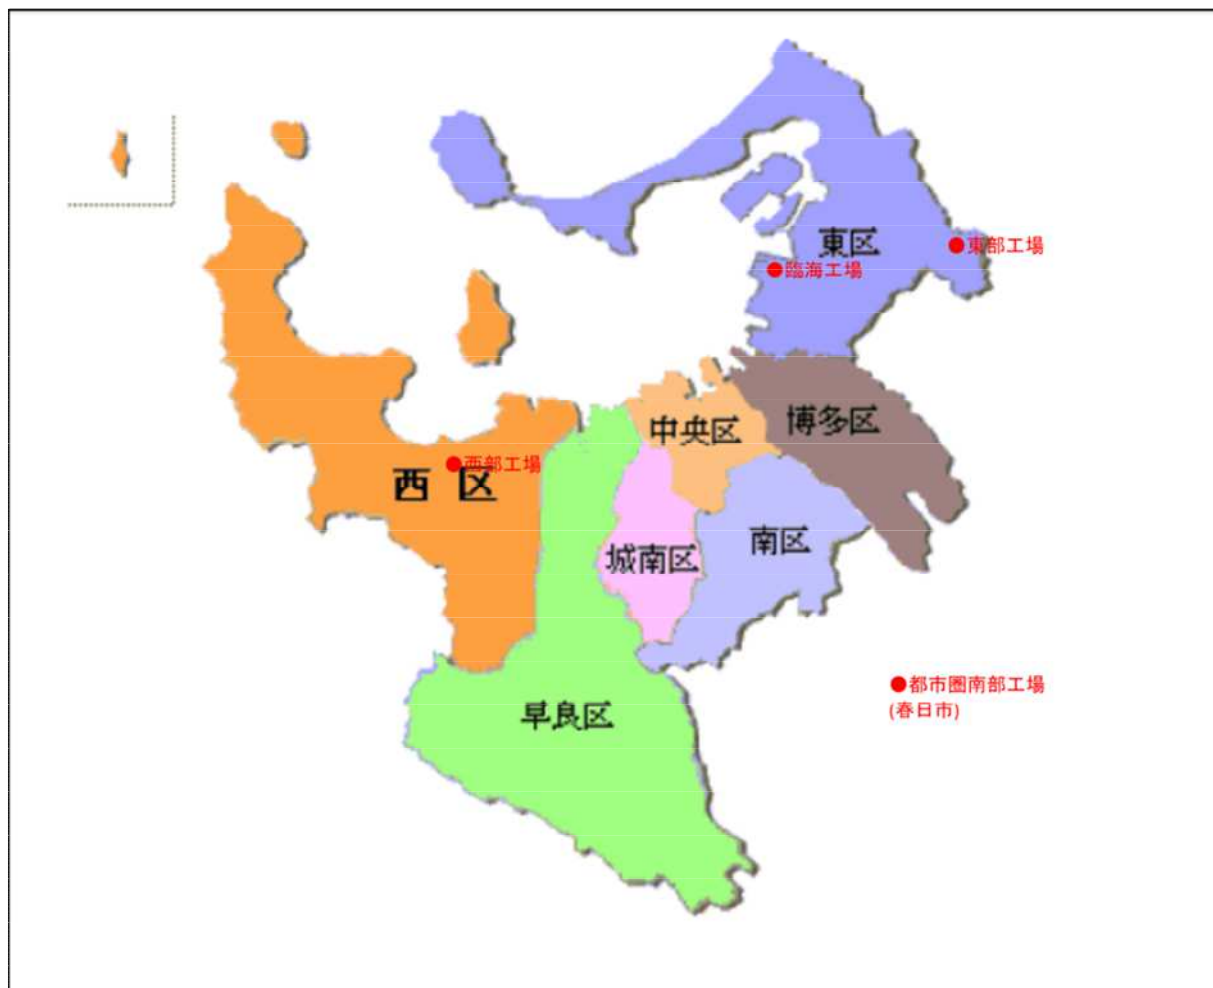 東区
●東部工場
●臨海工場
中央区
博多区
●西部工場
西区
南区
城南区
●都市圏南部工場
(春日市)
早良区